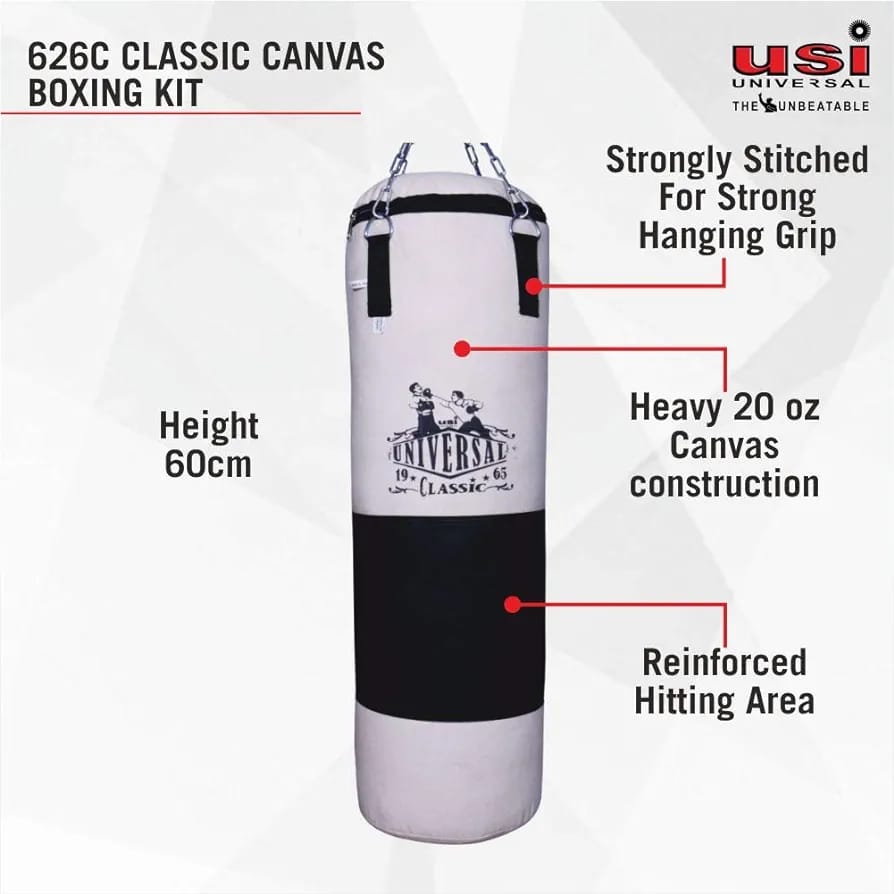 626C CLASSIC CANVAS
BOXING KIT
usi
UNIVERSAL
THE UNBEATABLE
Strongly Stitched
For Strong
Hanging Grip
Heavy 20 oz
Canvas
construction
Height
60cm
usi
UNIVERSAL
19 65
CLASSIC
Reinforced
Hitting Area